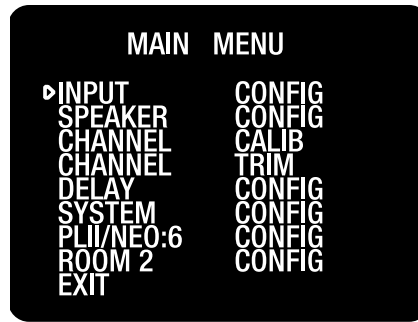 MAIN MENU
INPUT CONFIG
SPEAKER CONFIG
CHANNEL CALIB
CHANNEL TRIM
DELAY CONFIG
SYSTEM CONFIG
PLII/NEO:6 CONFIG
ROOM 2 CONFIG
EXIT